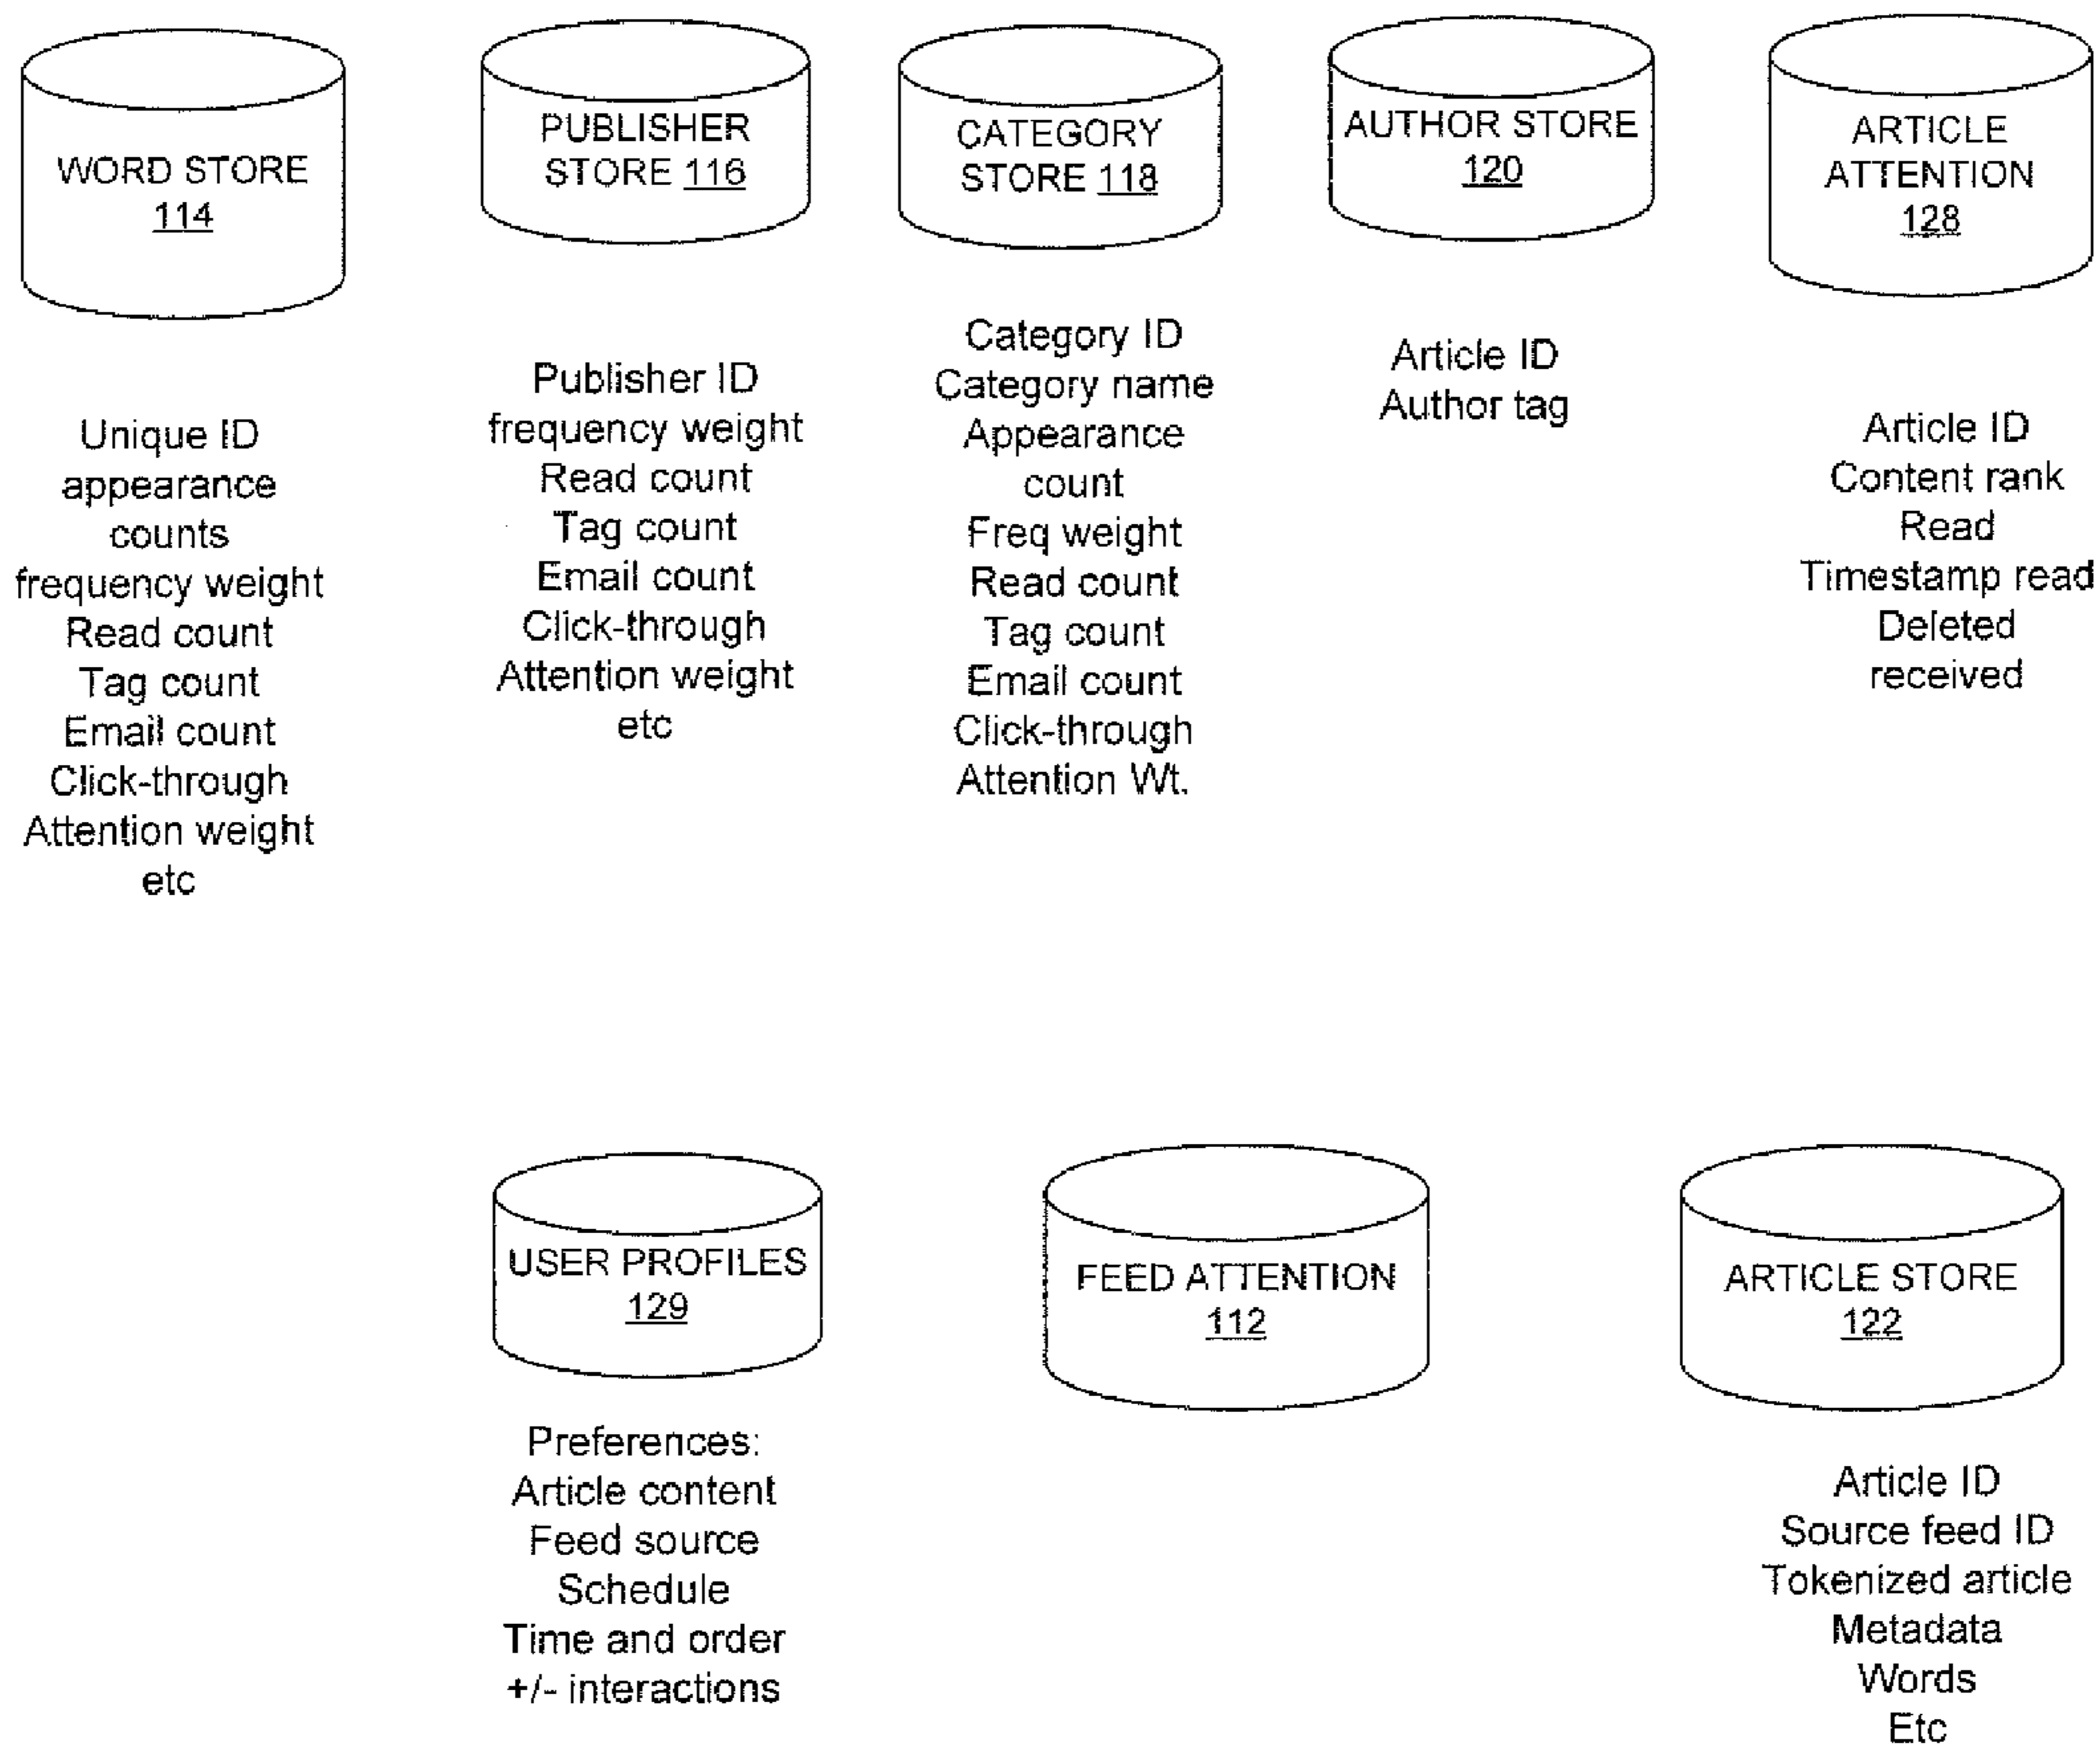 WORD STORE
114
Unique ID
appearance
counts
frequency weight
Read count
Tag count
Email count
Click-through
Attention weight
etc
PUBLISHER
STORE 116
Publisher ID
frequency weight
Read count
Tag count
Email count
Click-through
Attention weight
etc
CATEGORY
STORE 118
Category ID
Category name
Appearance
count
Freq weight
Read count
Tag count
Email count
Click-through
Attention Wt.
AUTHOR STORE
120
Article ID
Author tag
ARTICLE
ATTENTION
128
Article ID
Content rank
Read
Timestamp read
Deleted
received
USER PROFILES
129
Preferences:
Article content
Feed source
Schedule
Time and order
+/- interactions
FEED ATTENTION
112
ARTICLE STORE
122
Article ID
Source feed ID
Tokenized article
Metadata
Words
Etc